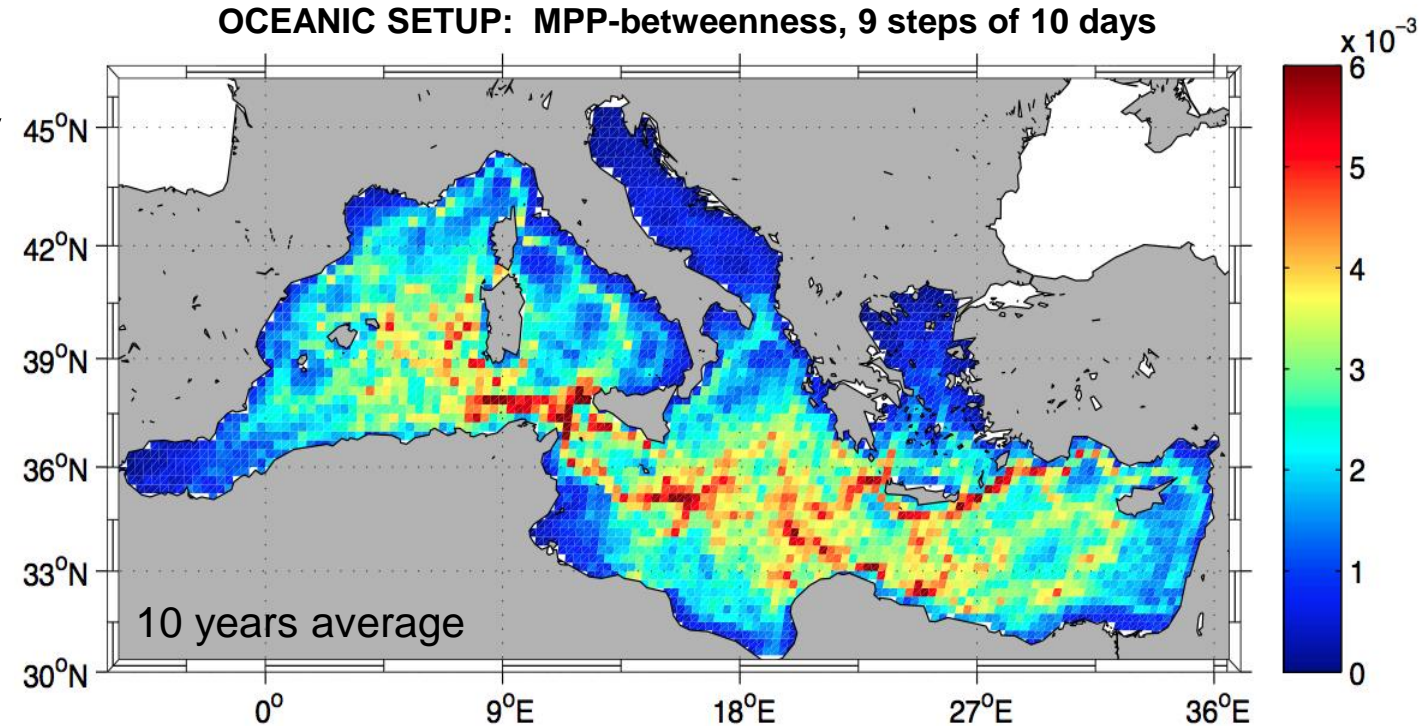 OCEANIC SETUP: MPP-betweenness, 9 steps of 10 days
x 10⁻³
6
5
4
3
2
1
0
45°N
42°N
39°N
36°N
33°N
30°N
10 years average
0° 9°E 18°E 27°E 36°E